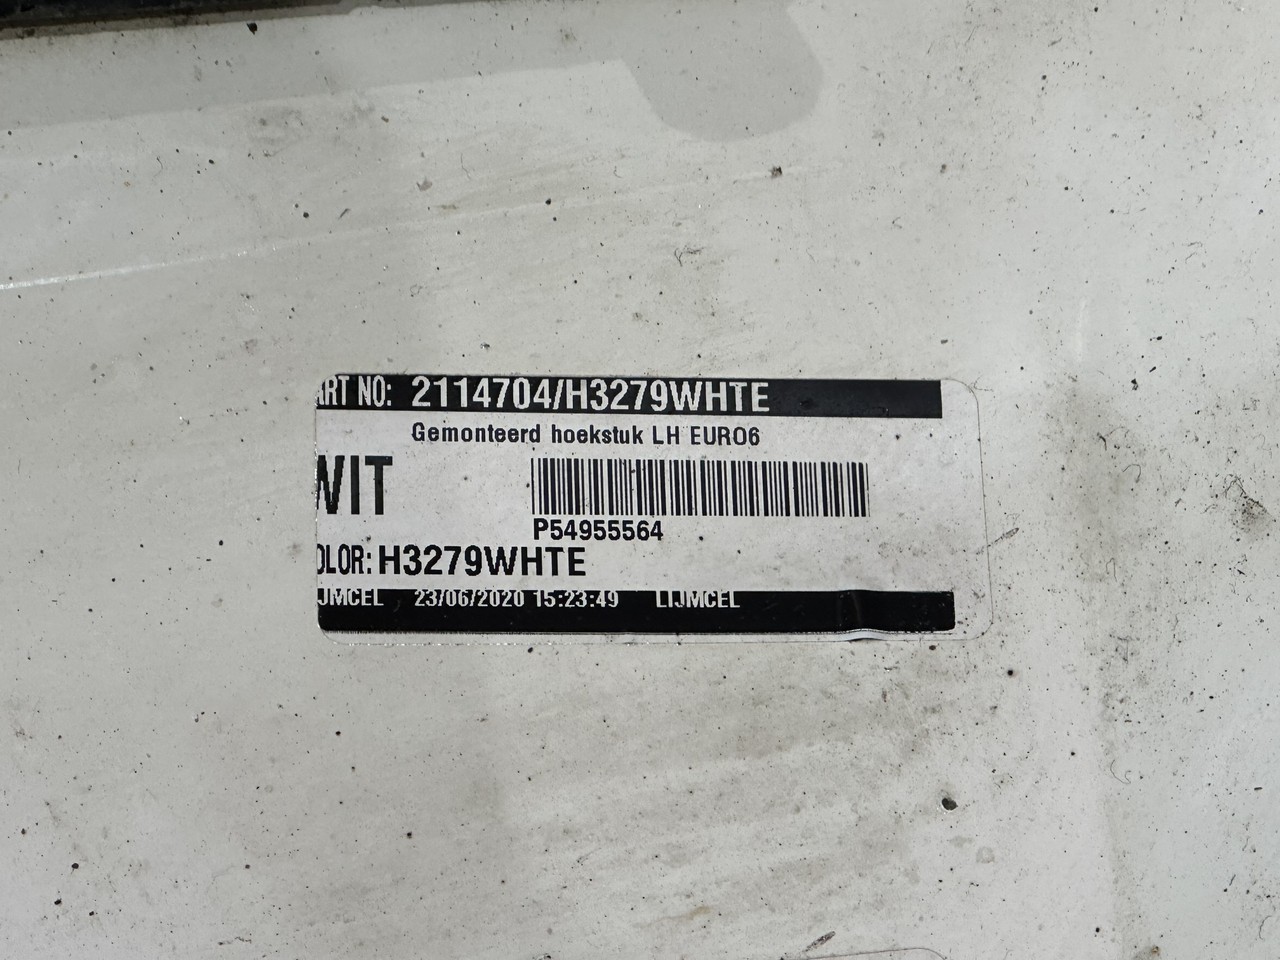 ART NO: 2114704/H3279WHTE
Gemonteerd hoekstuk LH EURO6
WIT
P54955564
OLOR: H3279WHTE
IJMCEL 23/06/2020 15:23:49 LIJMCEL